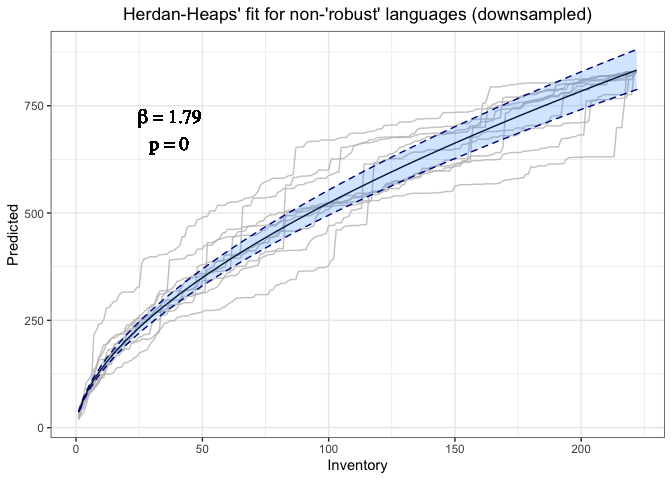 Herdan-Heaps' fit for non-'robust' languages (downsampled)
β = 1.79
p = 0
Predicted
750
500
250
0
0 50 100 150 200
Inventory